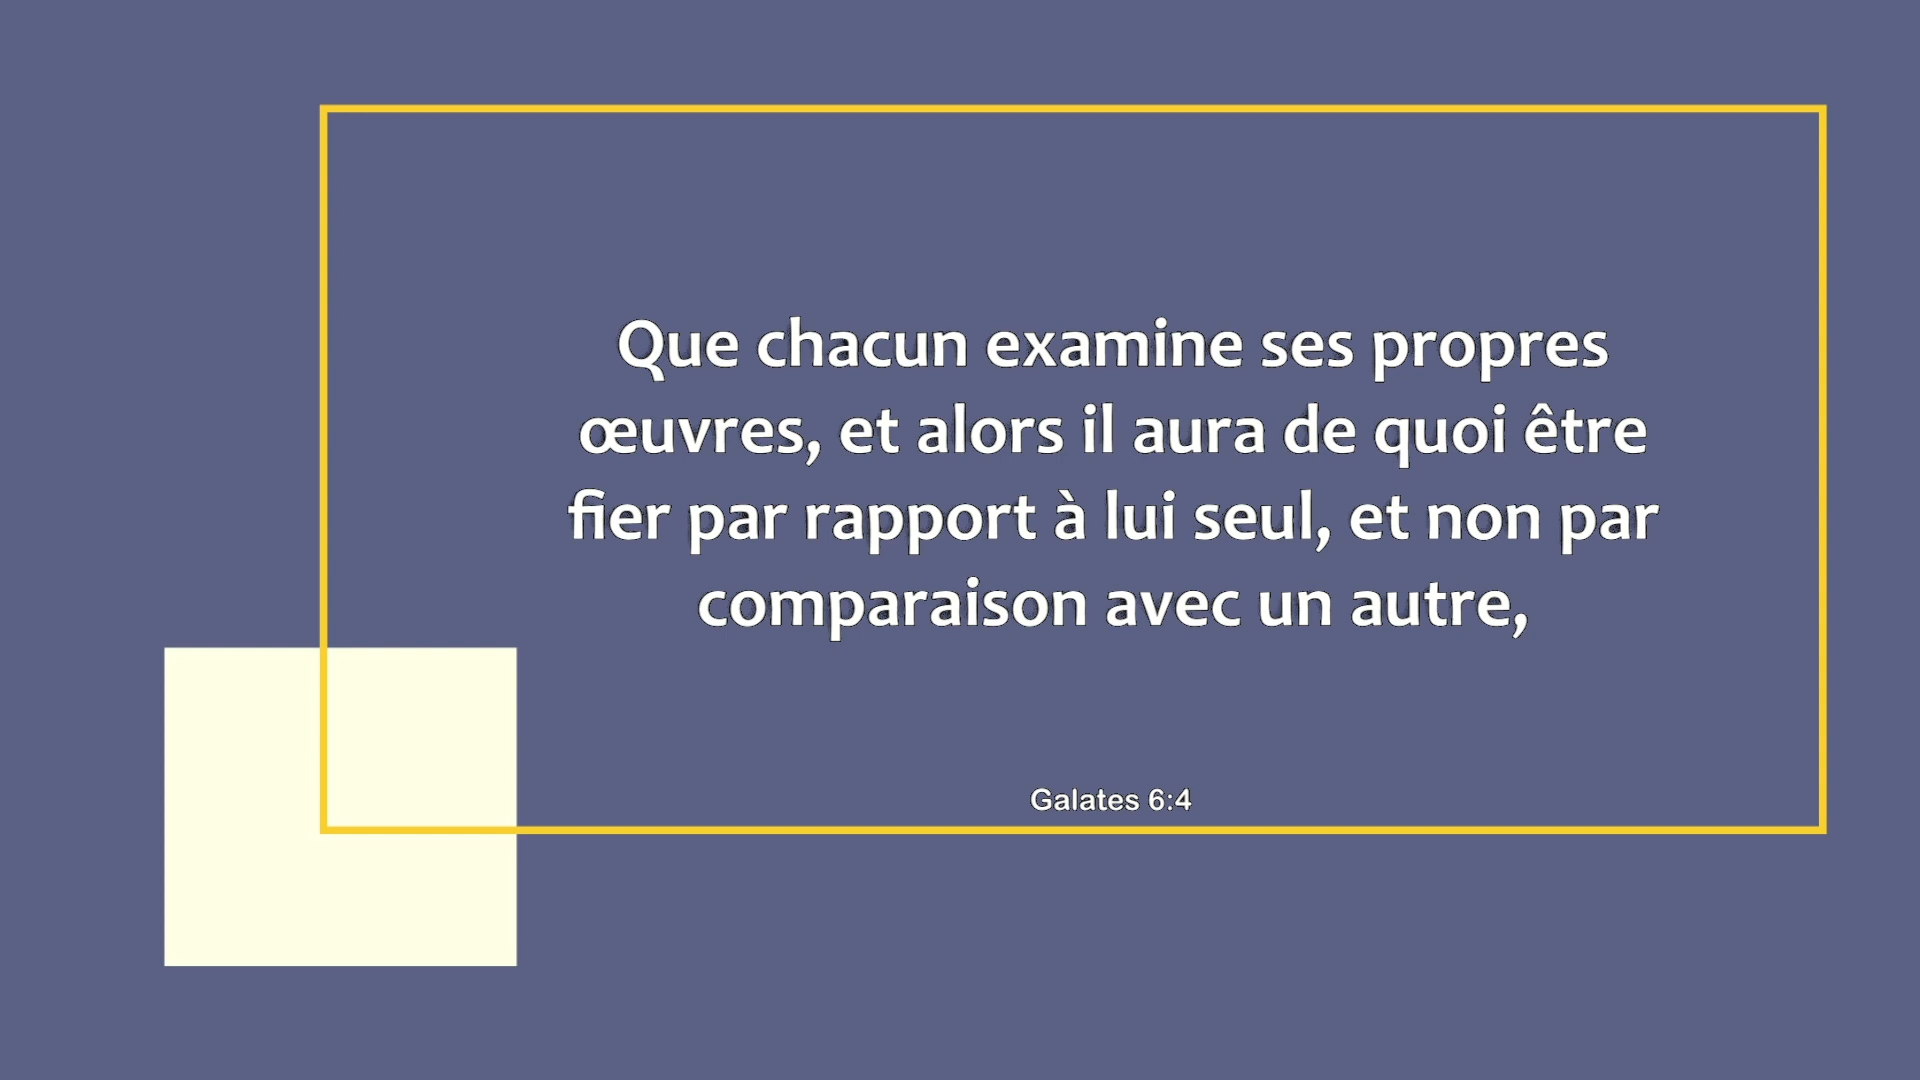 Que chacun examine ses propres
œuvres, et alors il aura de quoi être
fier par rapport à lui seul, et non par
comparaison avec un autre,
Galates 6:4